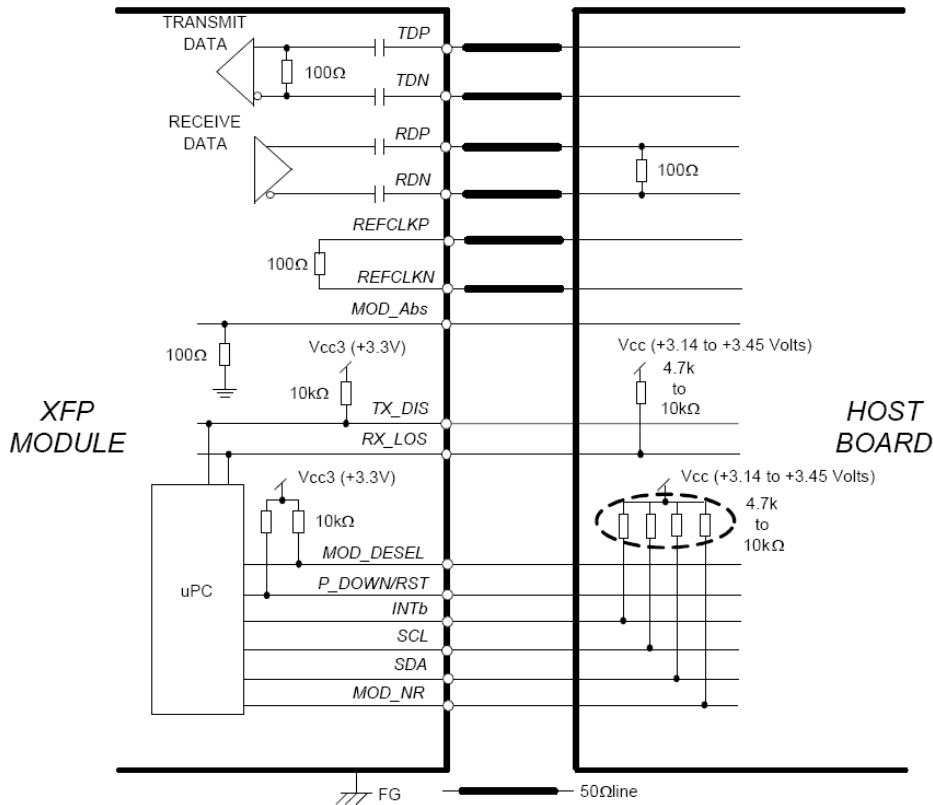 TRANSMIT
DATA
TDP
100Ω
TDN
RECEIVE
DATA
RDP
RDN
100Ω
REFCLKP
100Ω
REFCLKN
MOD_Abs
100Ω
Vcc3 (+3.3V)
10kΩ
TX_DIS
RX_LOS
Vcc (+3.14 to +3.45 Volts)
4.7k
to
10kΩ
XFP
MODULE
HOST
BOARD
Vcc3 (+3.3V)
10kΩ
Vcc (+3.14 to +3.45 Volts)
4.7k
to
10kΩ
MOD_DESEL
uPC
P_DOWN/RST
INTb
SCL
SDA
MOD_NR
FG
50Ωline